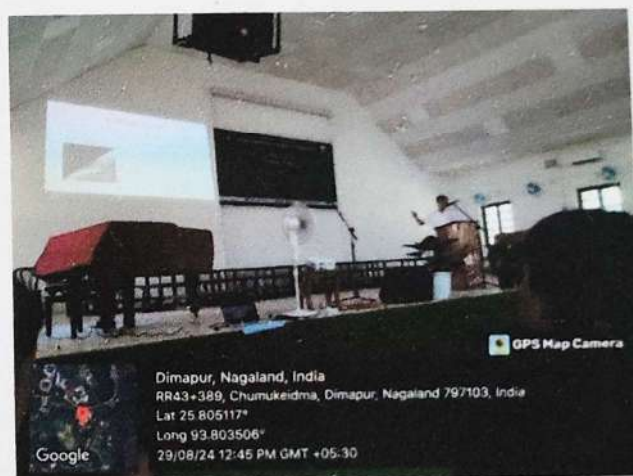 GPS Map Camera
Dimapur, Nagaland, India
RR43+389, Chumukeidma, Dimapur, Nagaland 797103, India
Lat 25.805117°
Long 93.803506°
29/08/24 12:45 PM GMT +05:30
Google